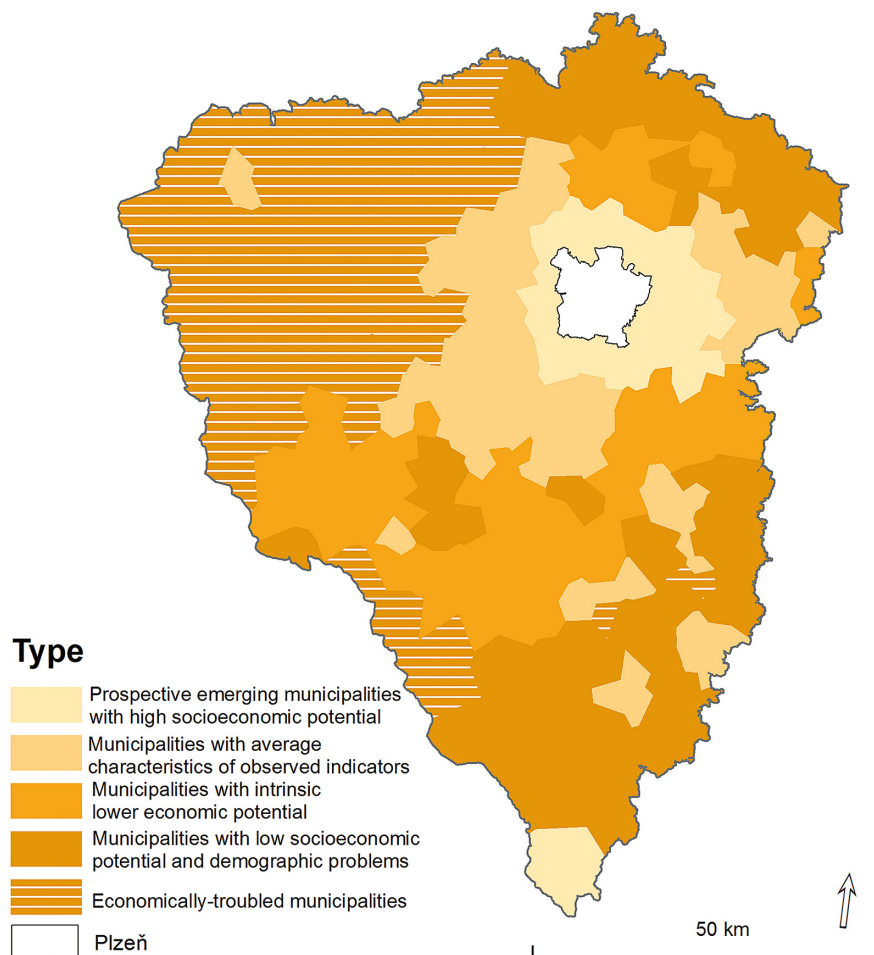 Type
Prospective emerging municipalities
with high socioeconomic potential
Municipalities with average
characteristics of observed indicators
Municipalities with intrinsic
lower economic potential
Municipalities with low socioeconomic
potential and demographic problems
Economically-troubled municipalities
Plzeň
50 km